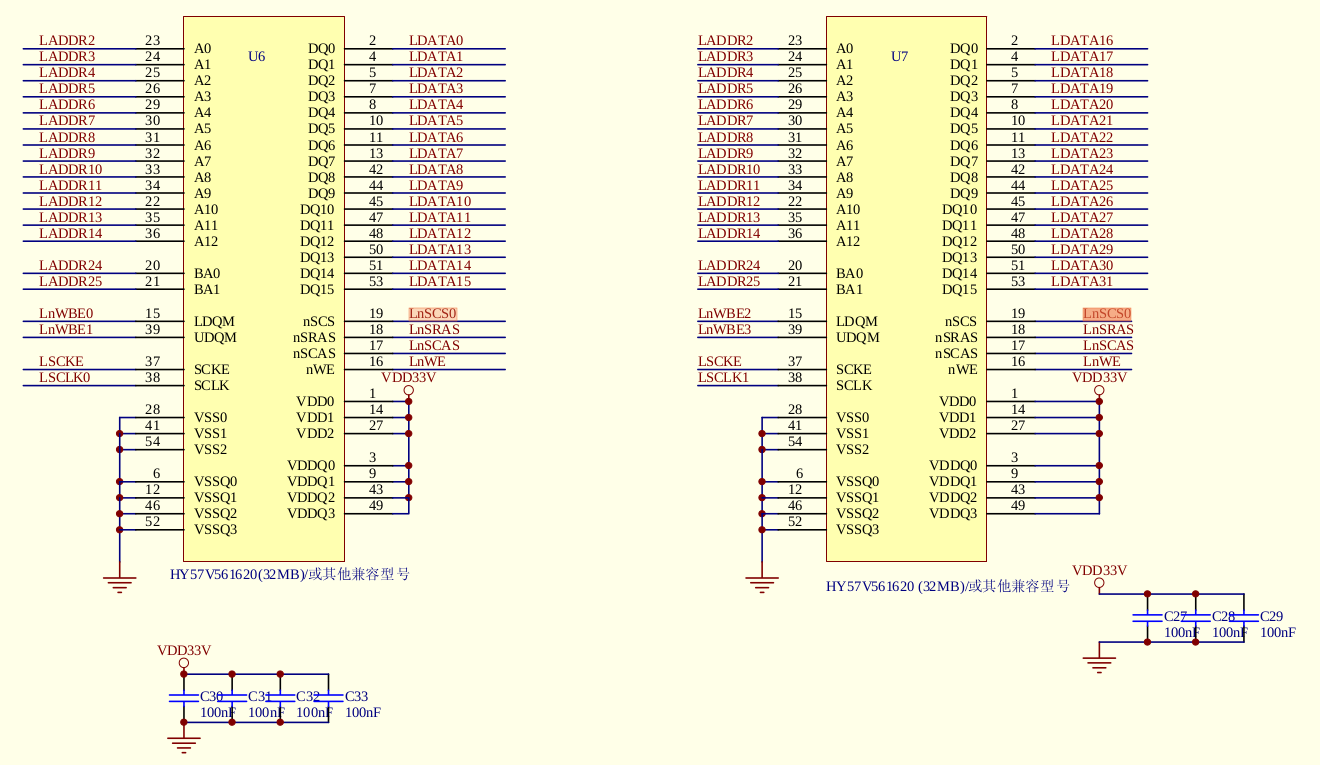 LADDR2 23 A0 U6 DQ0 2 LDATA0
LADDR3 24 A1 DQ1 4 LDATA1
LADDR4 25 A2 DQ2 5 LDATA2
LADDR5 26 A3 DQ3 7 LDATA3
LADDR6 29 A4 DQ4 8 LDATA4
LADDR7 30 A5 DQ5 10 LDATA5
LADDR8 31 A6 DQ6 11 LDATA6
LADDR9 32 A7 DQ7 13 LDATA7
LADDR10 33 A8 DQ8 42 LDATA8
LADDR11 34 A9 DQ9 44 LDATA9
LADDR12 22 A10 DQ10 45 LDATA10
LADDR13 35 A11 DQ11 47 LDATA11
LADDR14 36 A12 DQ12 48 LDATA12
DQ13 50 LDATA13
LADDR24 20 BA0 DQ14 51 LDATA14
LADDR25 21 BA1 DQ15 53 LDATA15
LnWBE0 15 LDQM nSCS 19 LnSCS0
LnWBE1 39 UDQM nSRAS 18 LnSRAS
nSCAS 17 LnSCAS
LSCKE 37 SCKE nWE 16 LnWE
LSCLK0 38 SCLK VDD33V
VDD0 1
28 VSS0 VDD1 14
41 VSS1 VDD2 27
54 VSS2
VDDQ0 3
6 VSSQ0 VDDQ1 9
12 VSSQ1 VDDQ2 43
46 VSSQ2 VDDQ3 49
52 VSSQ3
HY57V561620(32MB)/或其他兼容型号
VDD33V
C30 C31 C32 C33
100nF 100nF 100nF 100nF
LADDR2 23 A0 U7 DQ0 2 LDATA16
LADDR3 24 A1 DQ1 4 LDATA17
LADDR4 25 A2 DQ2 5 LDATA18
LADDR5 26 A3 DQ3 7 LDATA19
LADDR6 29 A4 DQ4 8 LDATA20
LADDR7 30 A5 DQ5 10 LDATA21
LADDR8 31 A6 DQ6 11 LDATA22
LADDR9 32 A7 DQ7 13 LDATA23
LADDR10 33 A8 DQ8 42 LDATA24
LADDR11 34 A9 DQ9 44 LDATA25
LADDR12 22 A10 DQ10 45 LDATA26
LADDR13 35 A11 DQ11 47 LDATA27
LADDR14 36 A12 DQ12 48 LDATA28
DQ13 50 LDATA29
LADDR24 20 BA0 DQ14 51 LDATA30
LADDR25 21 BA1 DQ15 53 LDATA31
LnWBE2 15 LDQM nSCS 19 LnSCS0
LnWBE3 39 UDQM nSRAS 18 LnSRAS
nSCAS 17 LnSCAS
LSCKE 37 SCKE nWE 16 LnWE
LSCLK1 38 SCLK VDD33V
VDD0 1
28 VSS0 VDD1 14
41 VSS1 VDD2 27
54 VSS2
VDDQ0 3
6 VSSQ0 VDDQ1 9
12 VSSQ1 VDDQ2 43
46 VSSQ2 VDDQ3 49
52 VSSQ3
HY57V561620 (32MB)/或其他兼容型号
VDD33V
C27 C28 C29
100nF 100nF 100nF